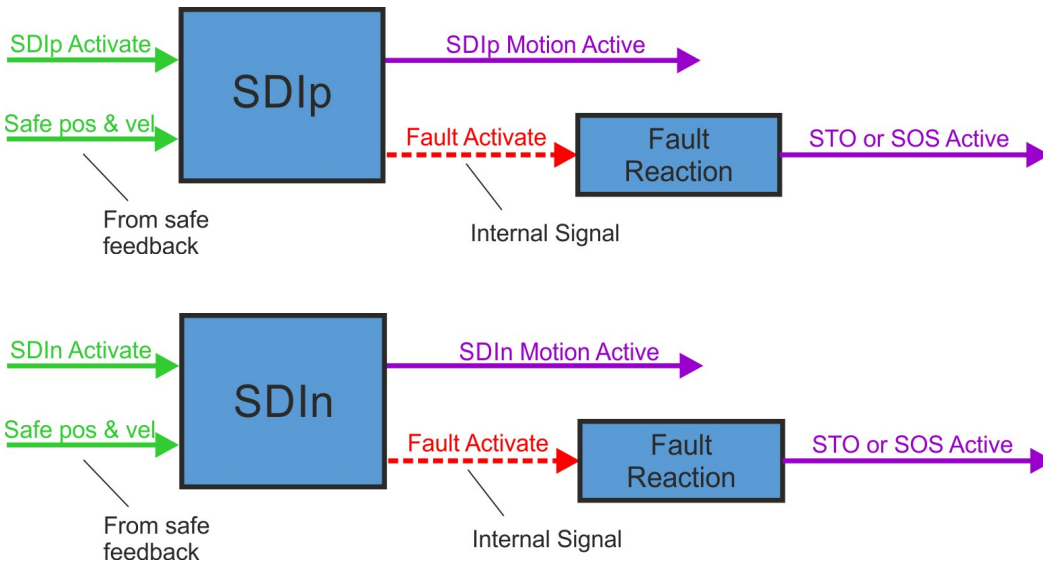 SDIp Activate
SDIp Motion Active
SDIp
Safe pos & vel
Fault Activate
Fault
Reaction
STO or SOS Active
From safe
feedback
Internal Signal
SDIn Activate
SDIn Motion Active
SDIn
Safe pos & vel
Fault Activate
Fault
Reaction
STO or SOS Active
From safe
feedback
Internal Signal